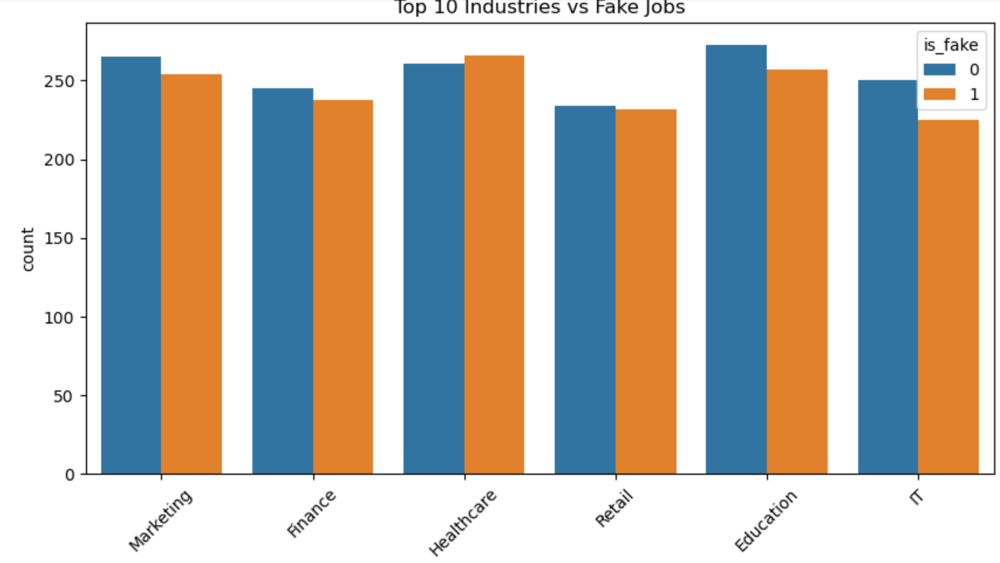 Top 10 Industries vs Fake Jobs
is_fake
0
1
250
200
150
100
50
0
count
Marketing
Finance
Healthcare
Retail
Education
IT